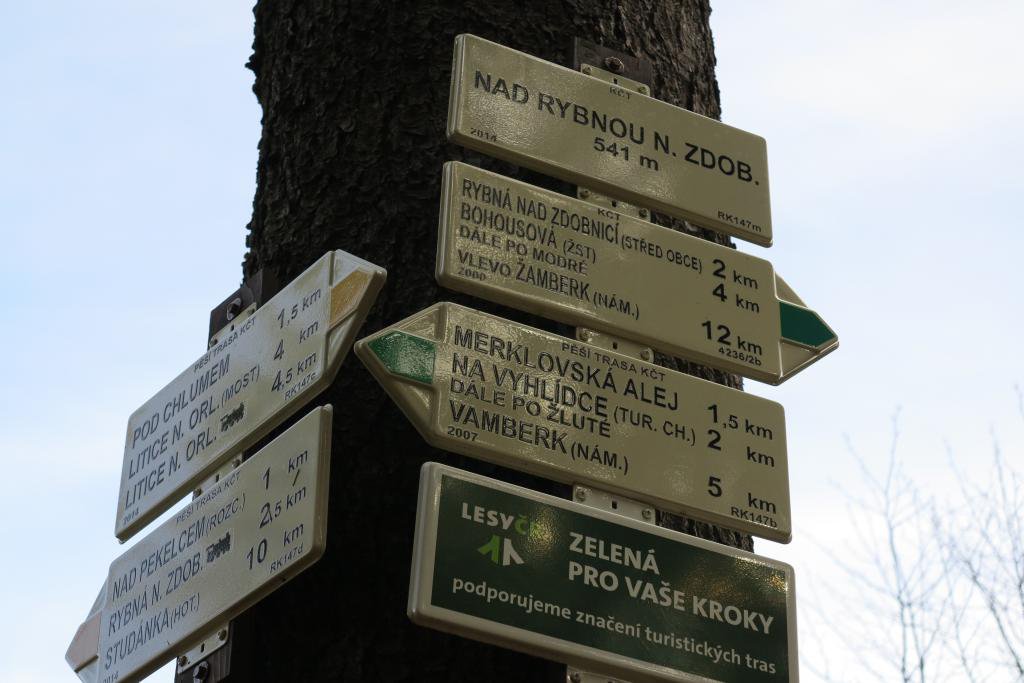 KČT
NAD RYBNOU N. ZDOB.
541 m
2014 RK147m
KČT
RYBNÁ NAD ZDOBNICÍ (STŘED OBCE) 2 km
BOHOUSOVÁ (ŽST) 4 km
DÁLE PO MODRÉ
VLEVO ŽAMBERK (NÁM.) 12 km
2000 4236/2b
PĚŠÍ TRASA KČT
MERKLOVSKÁ ALEJ 1,5 km
NA VYHLÍDCE (TUR. CH.) 2 km
DÁLE PO ŽLUTÉ
VAMBERK (NÁM.) 5 km
2007 RK147b
LESY ČR
ZELENÁ
PRO VAŠE KROKY
podporujeme značení turistických tras
PĚŠÍ TRASA KČT
POD CHLUMEM 1,5 km
LITICE N. ORL. (MOST) 4 km
LITICE N. ORL. 4,5 km
2014 RK147c
PĚŠÍ TRASA KČT
NAD PEKELCEM (ROZC.) 1 km
RYBNÁ N. ZDOB. 2,5 km
STUDÁNKA (HOT.) 10 km
2014 RK147d